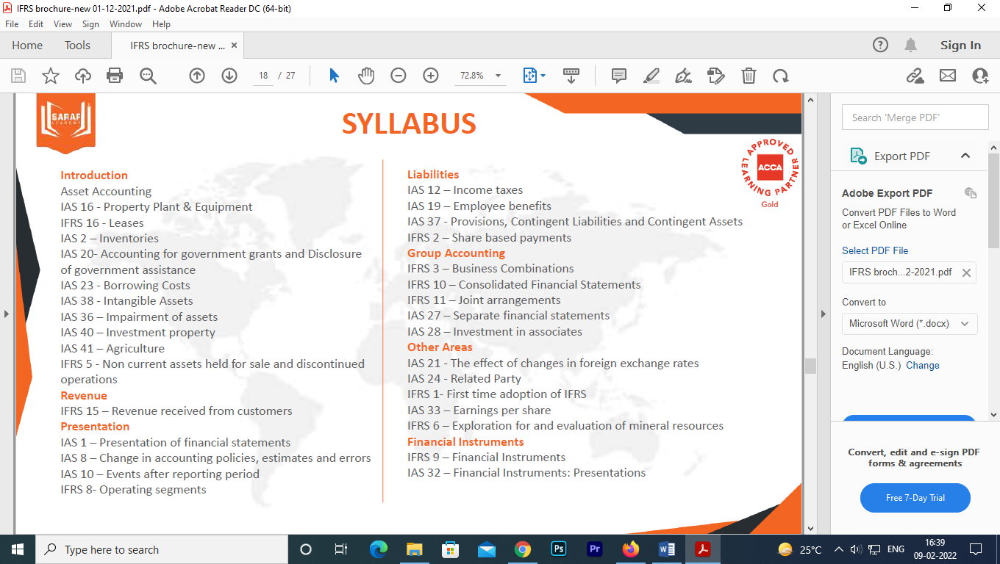 IFRS brochure-new 01-12-2021.pdf - Adobe Acrobat Reader DC (64-bit)
File Edit View Sign Window Help
Home Tools IFRS brochure-new ... × Sign In
18 / 27 72.8%
SARAF
ACADEMY
SYLLABUS
LEARNING PARTNER APPROVED
ACCA
Gold
Introduction
Asset Accounting
IAS 16 - Property Plant & Equipment
IFRS 16 - Leases
IAS 2 – Inventories
IAS 20- Accounting for government grants and Disclosure
of government assistance
IAS 23 - Borrowing Costs
IAS 38 - Intangible Assets
IAS 36 – Impairment of assets
IAS 40 – Investment property
IAS 41 – Agriculture
IFRS 5 - Non current assets held for sale and discontinued
operations
Revenue
IFRS 15 – Revenue received from customers
Presentation
IAS 1 – Presentation of financial statements
IAS 8 – Change in accounting policies, estimates and errors
IAS 10 – Events after reporting period
IFRS 8- Operating segments
Liabilities
IAS 12 – Income taxes
IAS 19 – Employee benefits
IAS 37 - Provisions, Contingent Liabilities and Contingent Assets
IFRS 2 – Share based payments
Group Accounting
IFRS 3 – Business Combinations
IFRS 10 – Consolidated Financial Statements
IFRS 11 – Joint arrangements
IAS 27 – Separate financial statements
IAS 28 – Investment in associates
Other Areas
IAS 21 - The effect of changes in foreign exchange rates
IAS 24 - Related Party
IFRS 1- First time adoption of IFRS
IAS 33 – Earnings per share
IFRS 6 – Exploration for and evaluation of mineral resources
Financial Instruments
IFRS 9 – Financial Instruments
IAS 32 – Financial Instruments: Presentations
Search 'Merge PDF'
Export PDF
Adobe Export PDF
Convert PDF Files to Word
or Excel Online
Select PDF File
IFRS broch...2-2021.pdf
Convert to
Microsoft Word (*.docx)
Document Language:
English (U.S.) Change
Convert, edit and e-sign PDF
forms & agreements
Free 7-Day Trial
Type here to search
Ps
Pr
25°C
ENG
16:39
09-02-2022